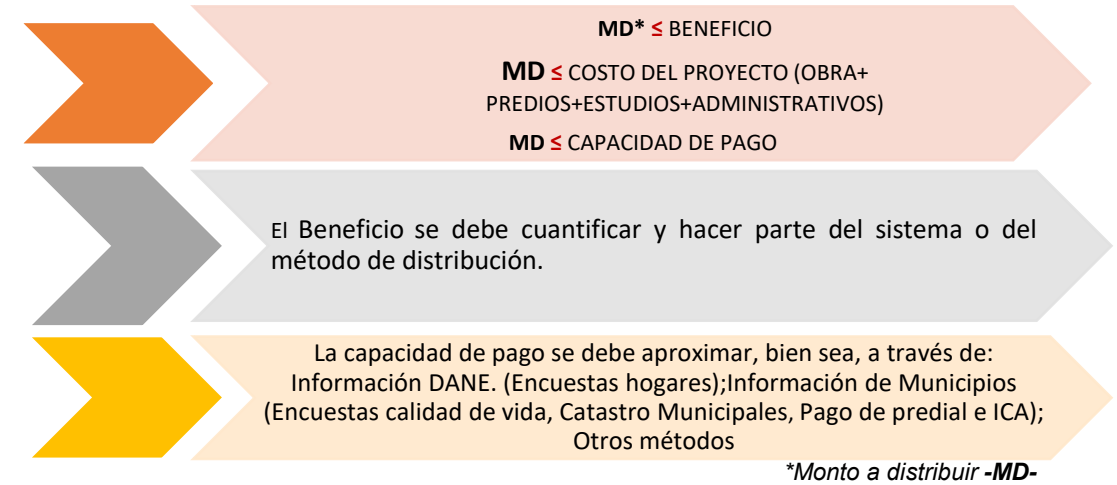 MD* ≤ BENEFICIO
MD ≤ COSTO DEL PROYECTO (OBRA+
PREDIOS+ESTUDIOS+ADMINISTRATIVOS)
MD ≤ CAPACIDAD DE PAGO
El Beneficio se debe cuantificar y hacer parte del sistema o del
método de distribución.
La capacidad de pago se debe aproximar, bien sea, a través de:
Información DANE. (Encuestas hogares);Información de Municipios
(Encuestas calidad de vida, Catastro Municipales, Pago de predial e ICA);
Otros métodos
*Monto a distribuir -MD-